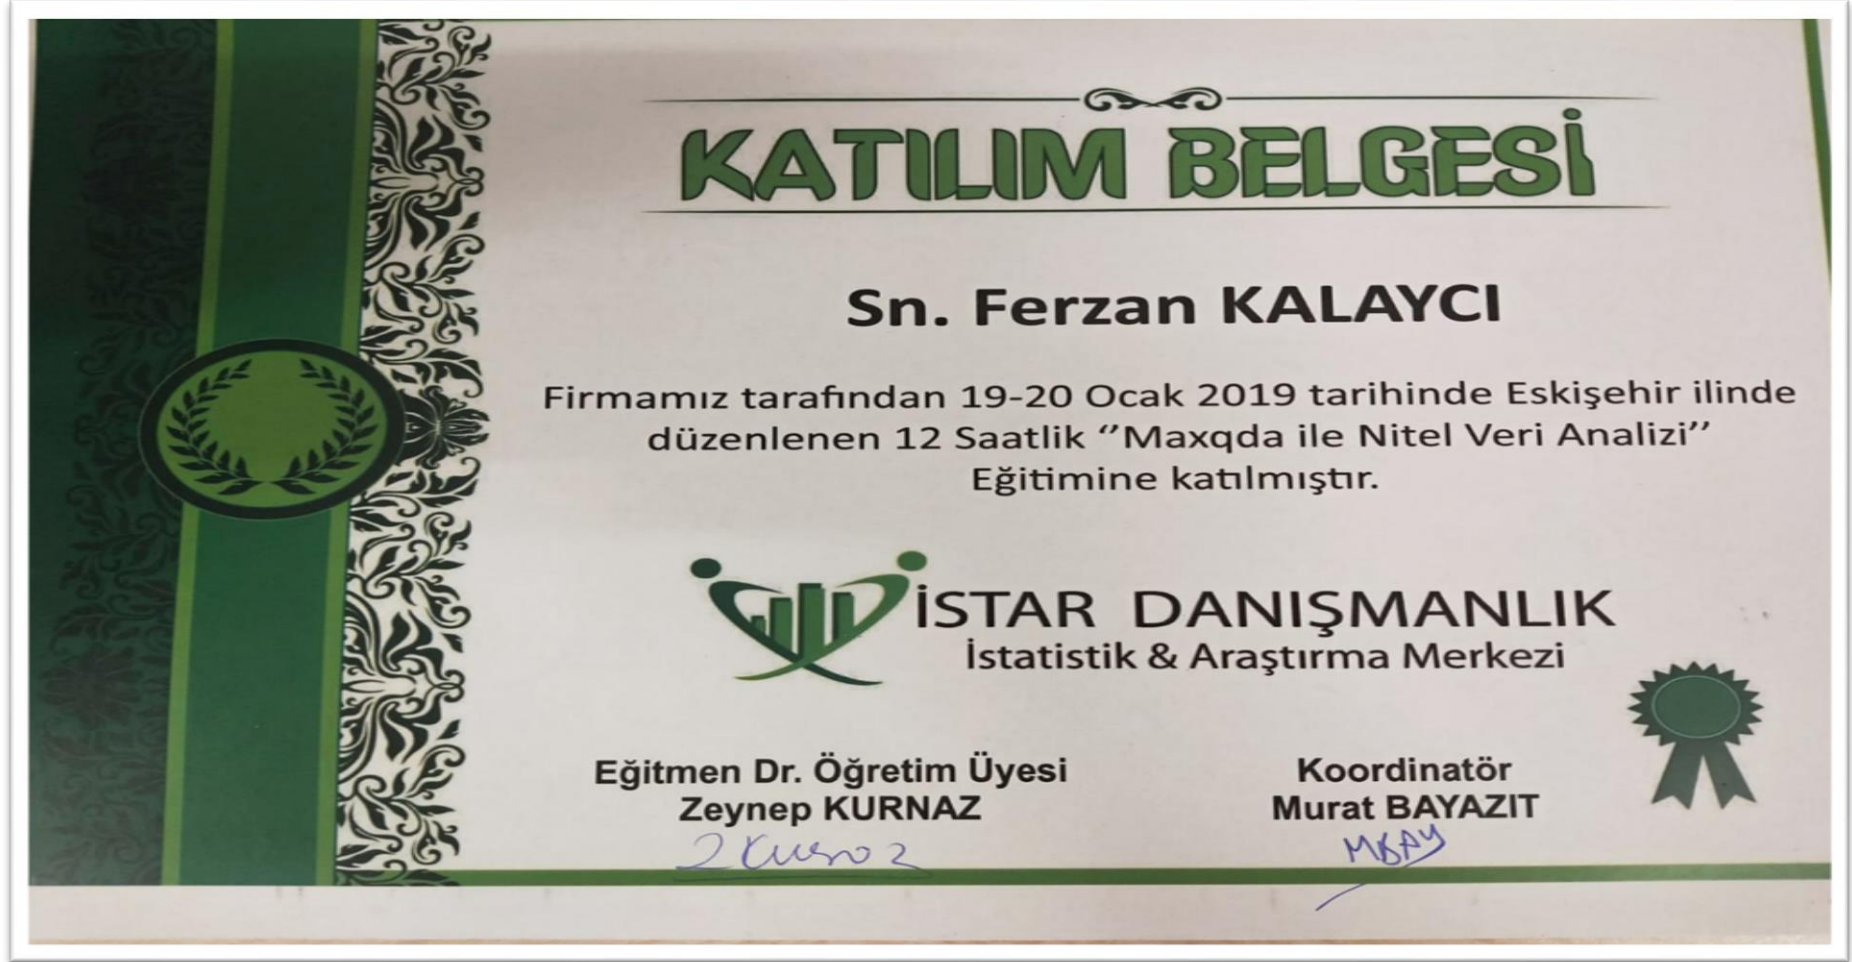 KATILIM BELGESİ
Sn. Ferzan KALAYCI
Firmamız tarafından 19-20 Ocak 2019 tarihinde Eskişehir ilinde
düzenlenen 12 Saatlik ‘’Maxqda ile Nitel Veri Analizi’’
Eğitimine katılmıştır.
İSTAR DANIŞMANLIK
İstatistik & Araştırma Merkezi
Eğitmen Dr. Öğretim Üyesi
Zeynep KURNAZ
Koordinatör
Murat BAYAZIT